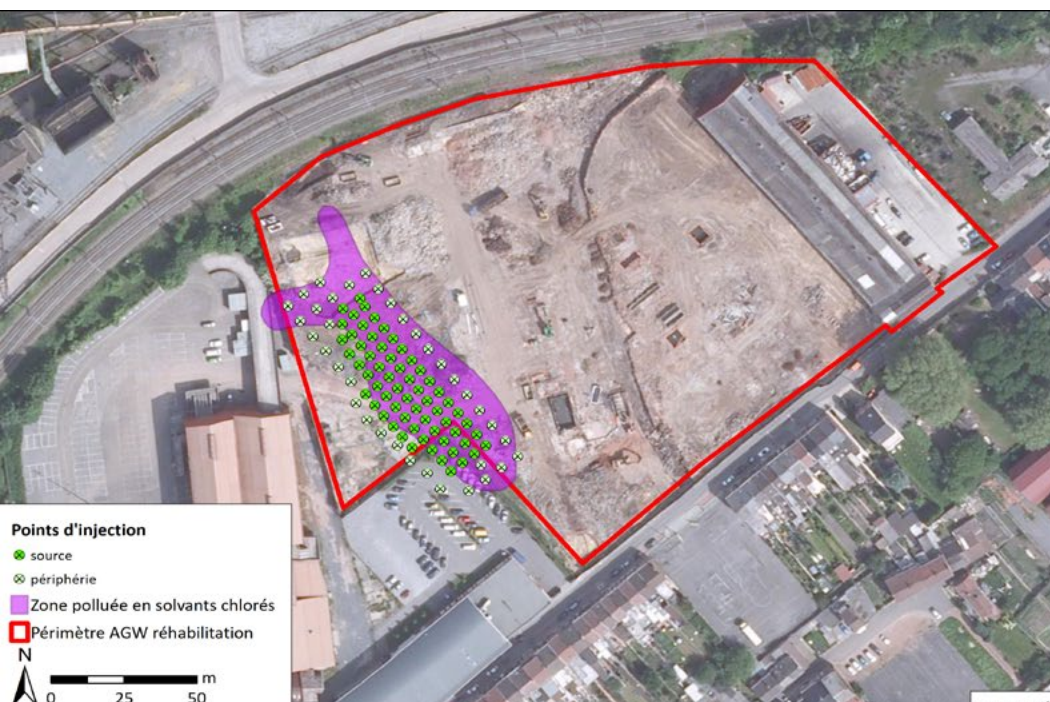 Points d'injection
source
périphérie
Zone polluée en solvants chlorés
Périmètre AGW réhabilitation
N
m
0 25 50